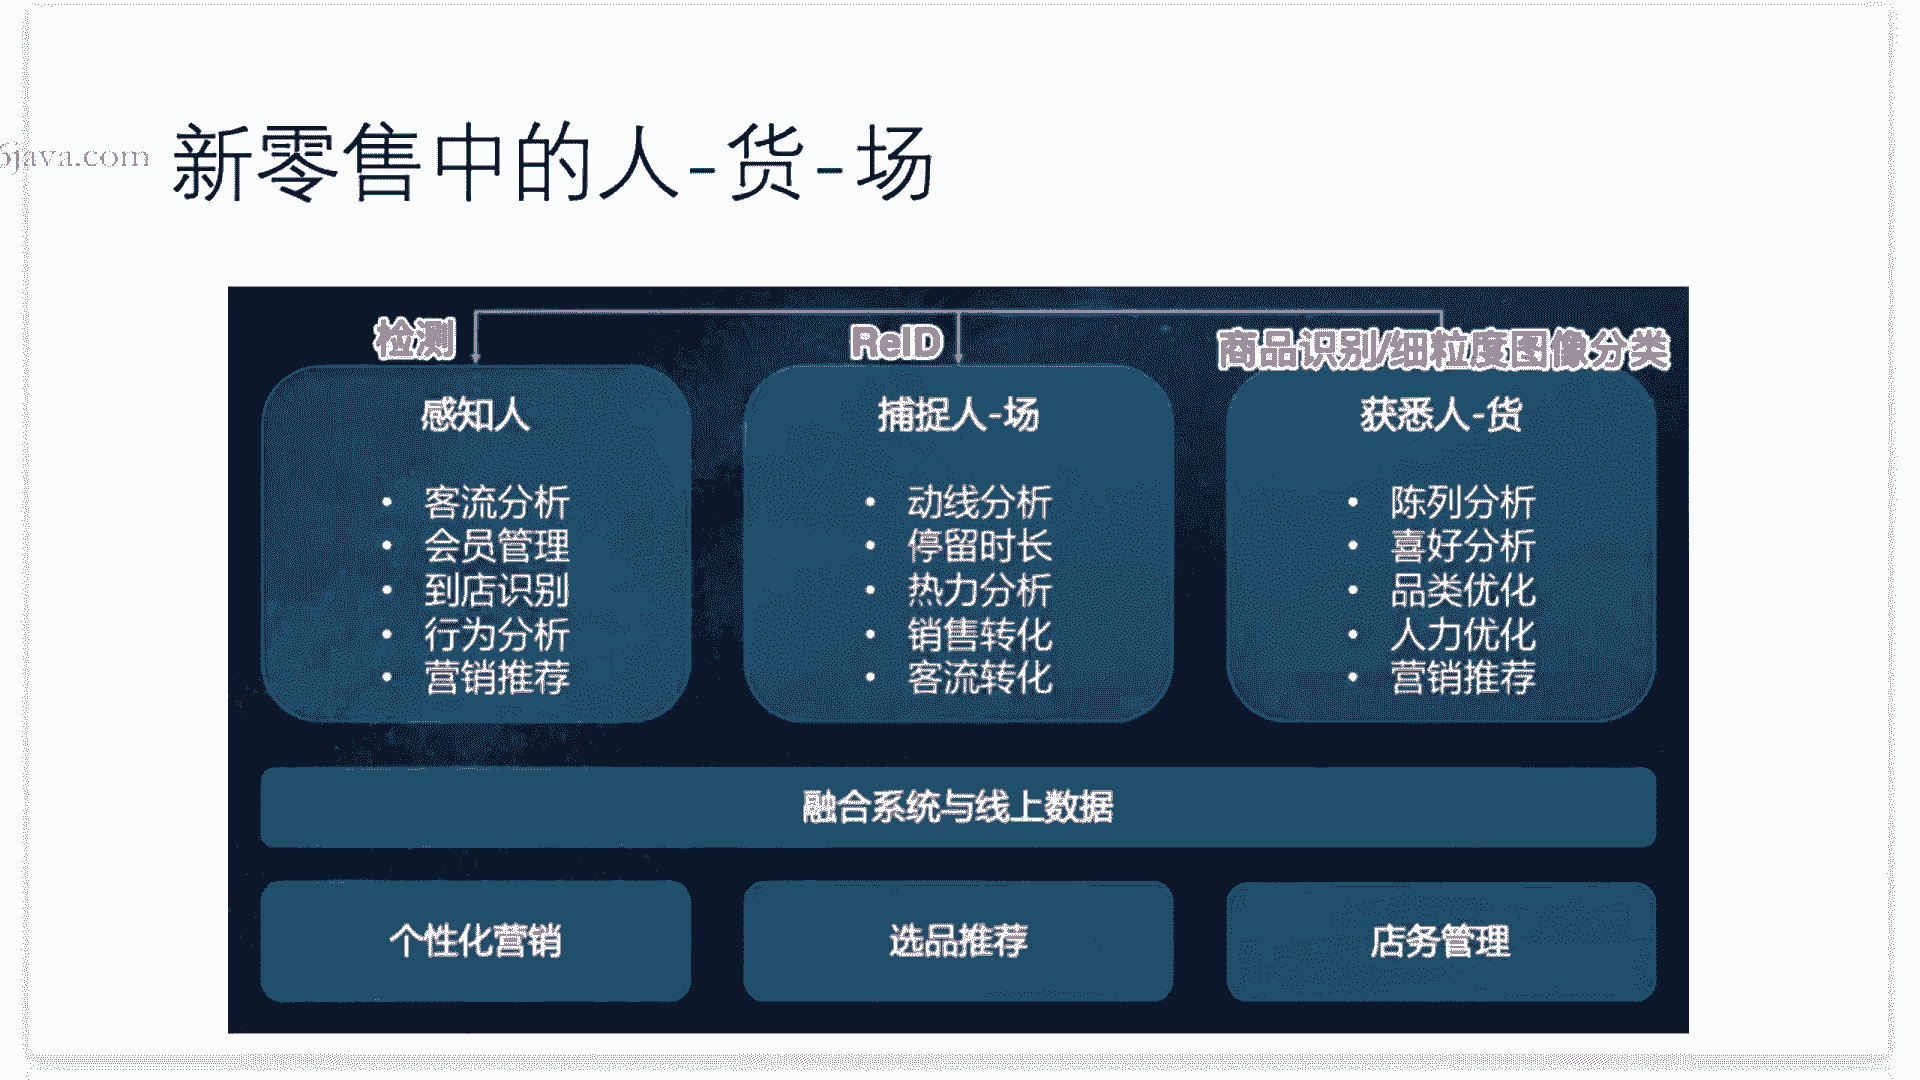 6java.com
新零售中的人-货-场
检测
ReID
商品识别/细粒度图像分类
感知人
• 客流分析
• 会员管理
• 到店识别
• 行为分析
• 营销推荐
捕捉人-场
• 动线分析
• 停留时长
• 热力分析
• 销售转化
• 客流转化
获悉人-货
• 陈列分析
• 喜好分析
• 品类优化
• 人力优化
• 营销推荐
融合系统与线上数据
个性化营销
选品推荐
店务管理